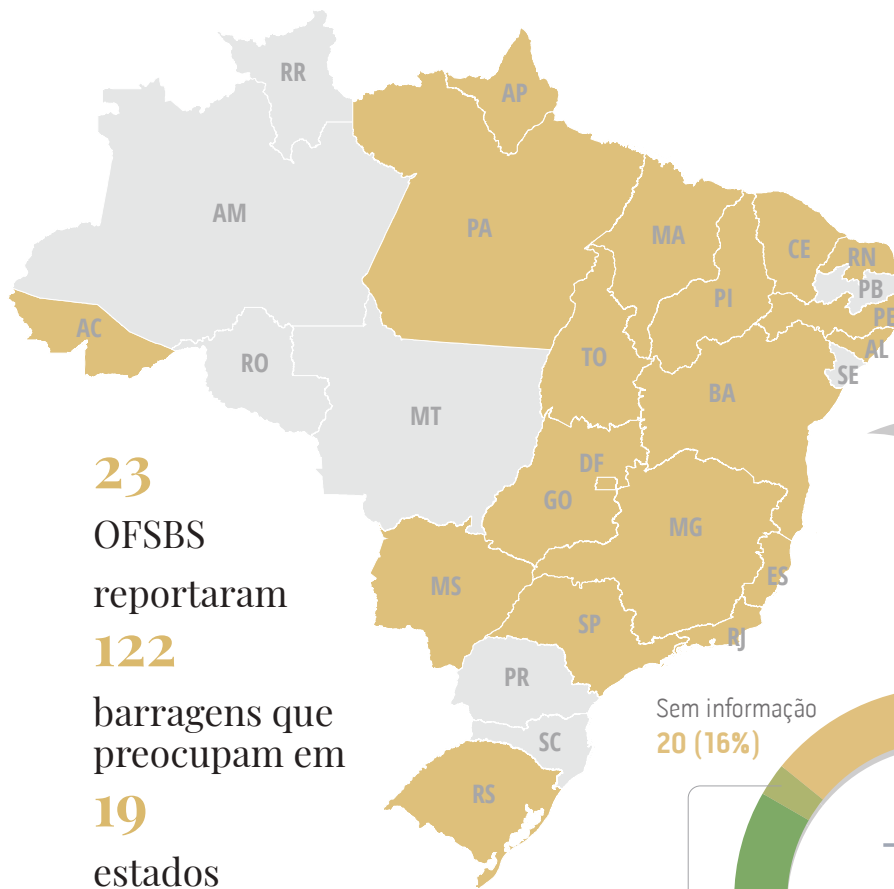 RR
AP
AM
PA
MA
CE
RN
PB
PE
PI
AC
TO
AL
RO
SE
BA
MT
DF
GO
MG
ES
MS
SP
RJ
PR
SC
RS
23
OFSBS
reportaram
122
barragens que
preocupam em
19
estados
Sem informação
20 (16%)